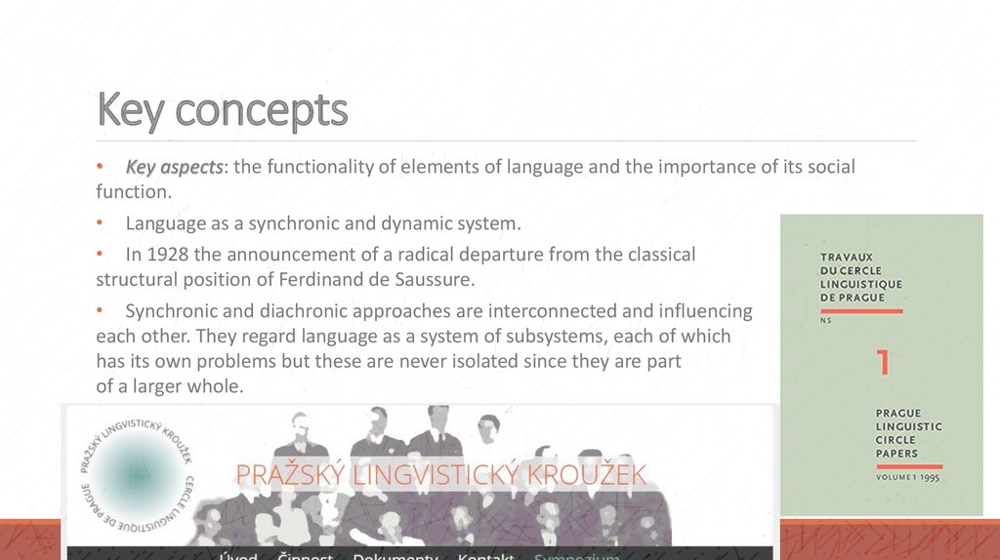 Key concepts
• Key aspects: the functionality of elements of language and the importance of its social
function.
• Language as a synchronic and dynamic system.
• In 1928 the announcement of a radical departure from the classical
structural position of Ferdinand de Saussure.
• Synchronic and diachronic approaches are interconnected and influencing
each other. They regard language as a system of subsystems, each of which
has its own problems but these are never isolated since they are part
of a larger whole.
TRAVAUX
DU CERCLE
LINGUISTIQUE
DE PRAGUE
NS
1
PRAGUE
LINGUISTIC
CIRCLE
PAPERS
VOLUME 1 1995
PRAŽSKÝ LINGVISTICKÝ KROUŽEK
CERCLE LINGUISTIQUE DE PRAGUE
PRAŽSKÝ LINGVISTICKÝ KROUŽEK
Úvod Činnost Dokumenty Kontakt Sympozium